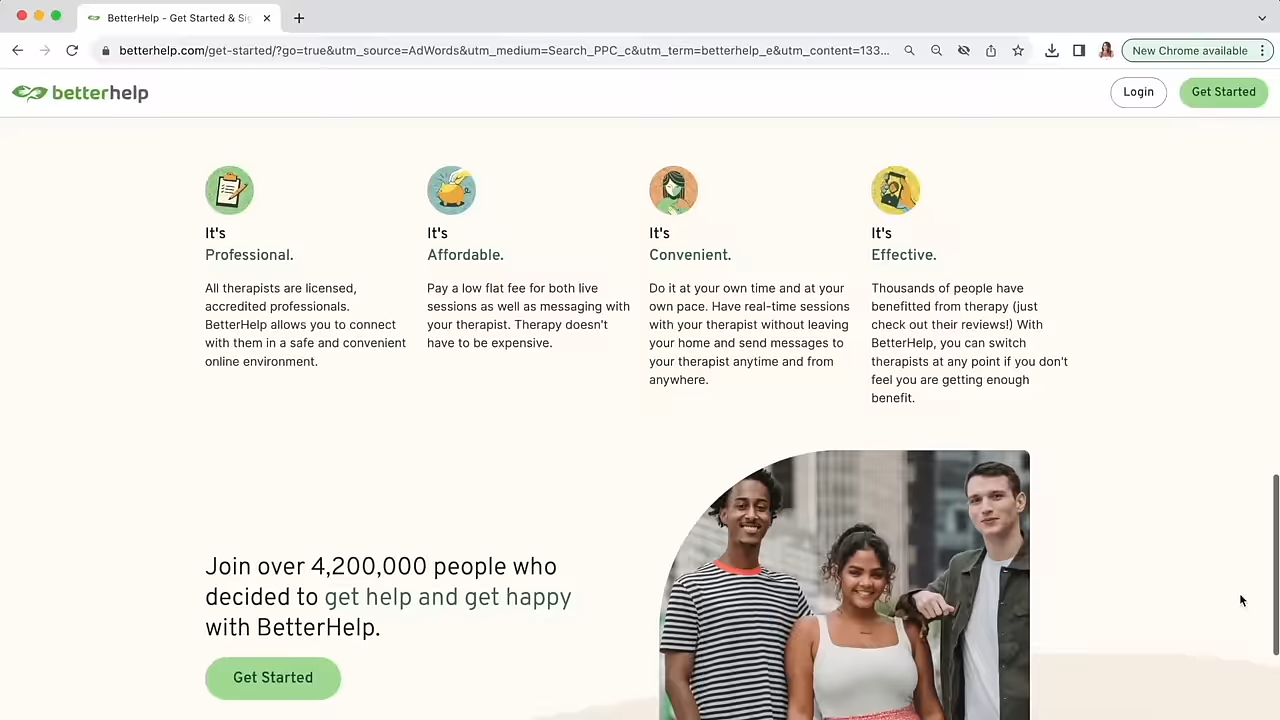 BetterHelp - Get Started & Si
betterhelp.com/get-started/?go=true&utm_source=AdWords&utm_medium=Search_PPC_c&utm_term=betterhelp_e&utm_content=133...
New Chrome available
betterhelp
Login
Get Started
It's
Professional.
All therapists are licensed,
accredited professionals.
BetterHelp allows you to connect
with them in a safe and convenient
online environment.
It's
Affordable.
Pay a low flat fee for both live
sessions as well as messaging with
your therapist. Therapy doesn't
have to be expensive.
It's
Convenient.
Do it at your own time and at your
own pace. Have real-time sessions
with your therapist without leaving
your home and send messages to
your therapist anytime and from
anywhere.
It's
Effective.
Thousands of people have
benefitted from therapy (just
check out their reviews!) With
BetterHelp, you can switch
therapists at any point if you don't
feel you are getting enough
benefit.
Join over 4,200,000 people who
decided to get help and get happy
with BetterHelp.
Get Started